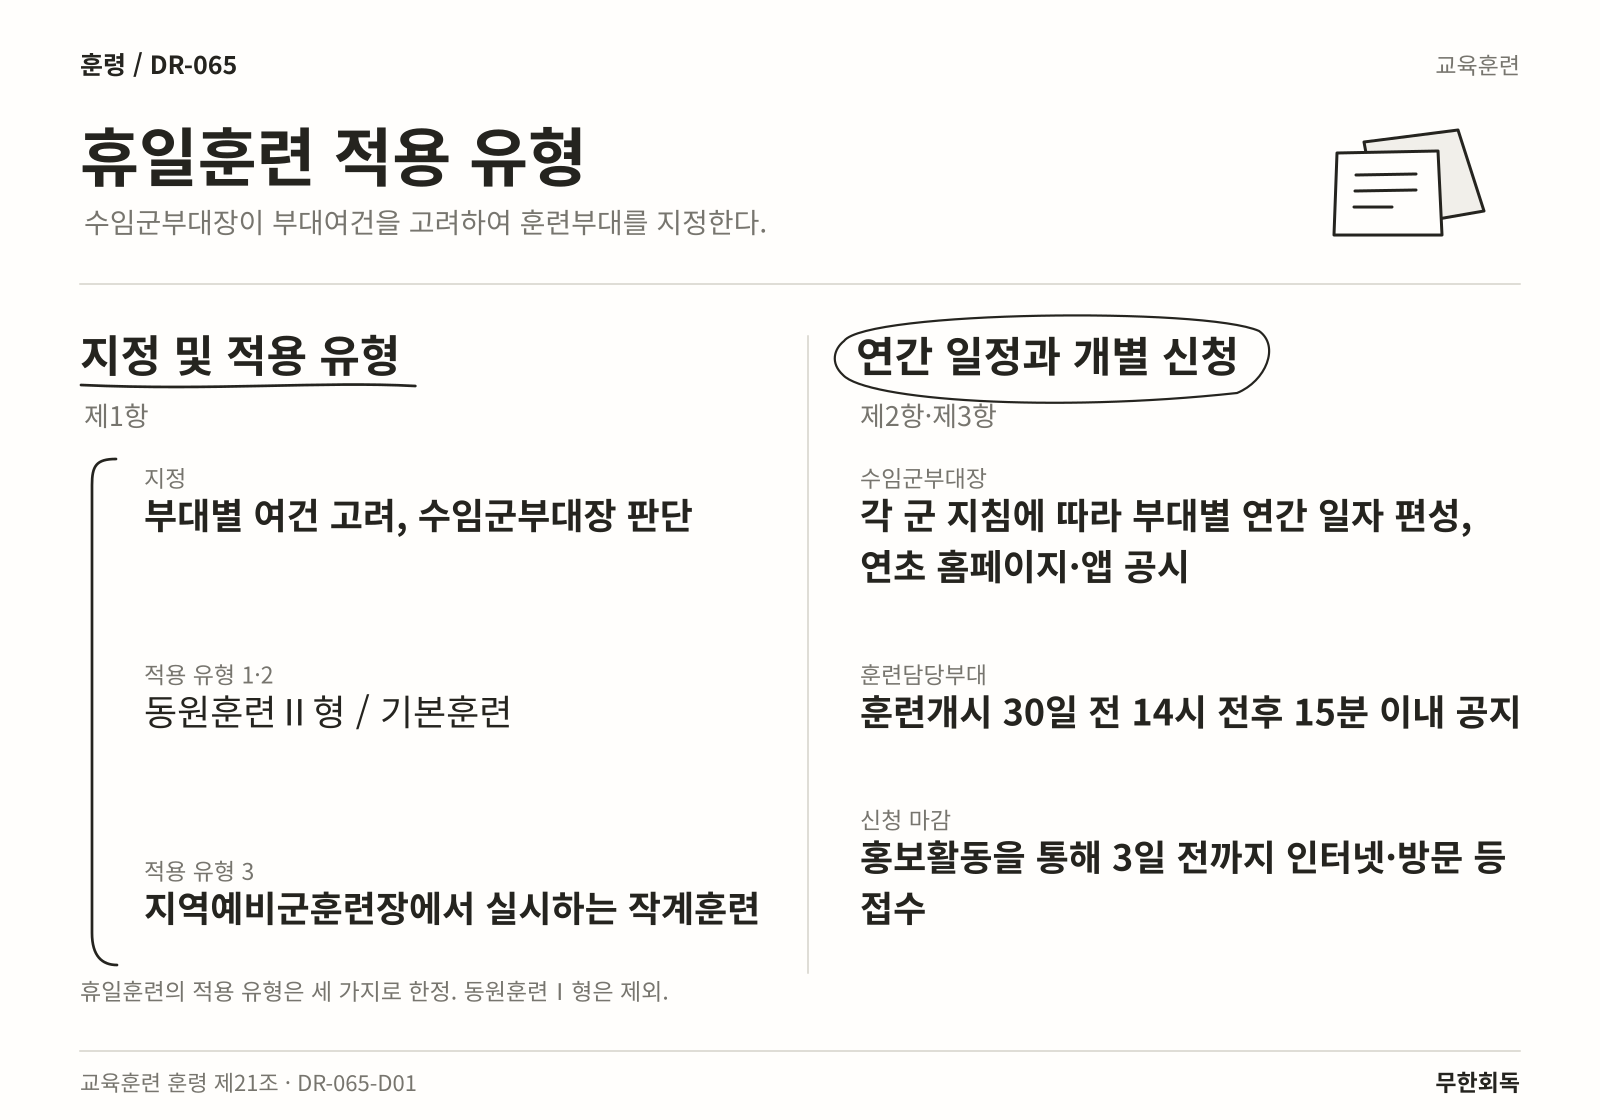 훈령 / DR-065
교육훈련
휴일훈련 적용 유형
수임군부대장이 부대여건을 고려하여 훈련부대를 지정한다.
지정 및 적용 유형
제1항
지정
부대별 여건 고려, 수임군부대장 판단
적용 유형 1·2
동원훈련Ⅱ형 / 기본훈련
적용 유형 3
지역예비군훈련장에서 실시하는 작계훈련
휴일훈련의 적용 유형은 세 가지로 한정. 동원훈련Ⅰ형은 제외.
연간 일정과 개별 신청
제2항·제3항
수임군부대장
각 군 지침에 따라 부대별 연간 일자 편성,
연초 홈페이지·앱 공시
훈련담당부대
훈련개시 30일 전 14시 전후 15분 이내 공지
신청 마감
홍보활동을 통해 3일 전까지 인터넷·방문 등
접수
교육훈련 훈령 제21조 · DR-065-D01
무한회독